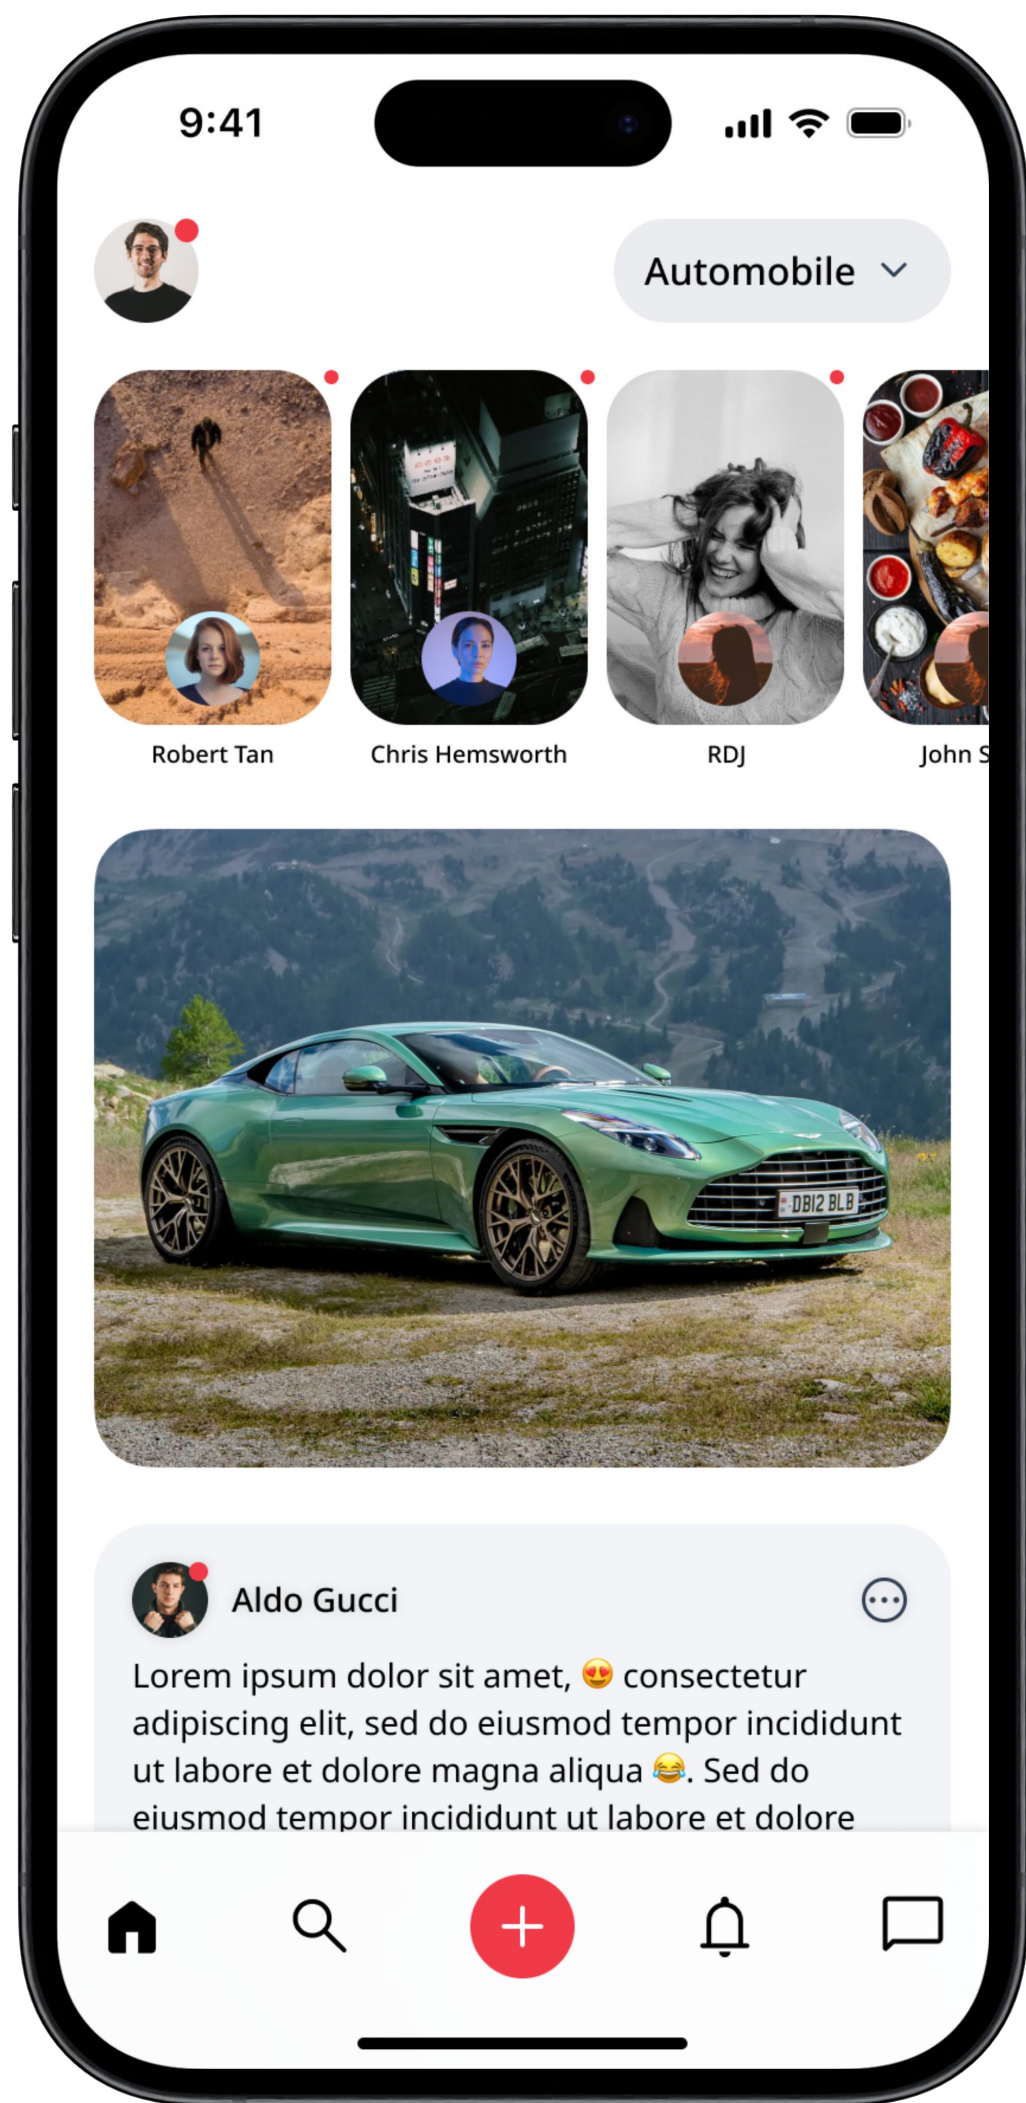 9:41
Automobile
Robert Tan
Chris Hemsworth
RDJ
John S
DB12 BLB
Aldo Gucci
Lorem ipsum dolor sit amet, 😍 consectetur
adipiscing elit, sed do eiusmod tempor incididunt
ut labore et dolore magna aliqua 😂. Sed do
eiusmod tempor incididunt ut labore et dolore